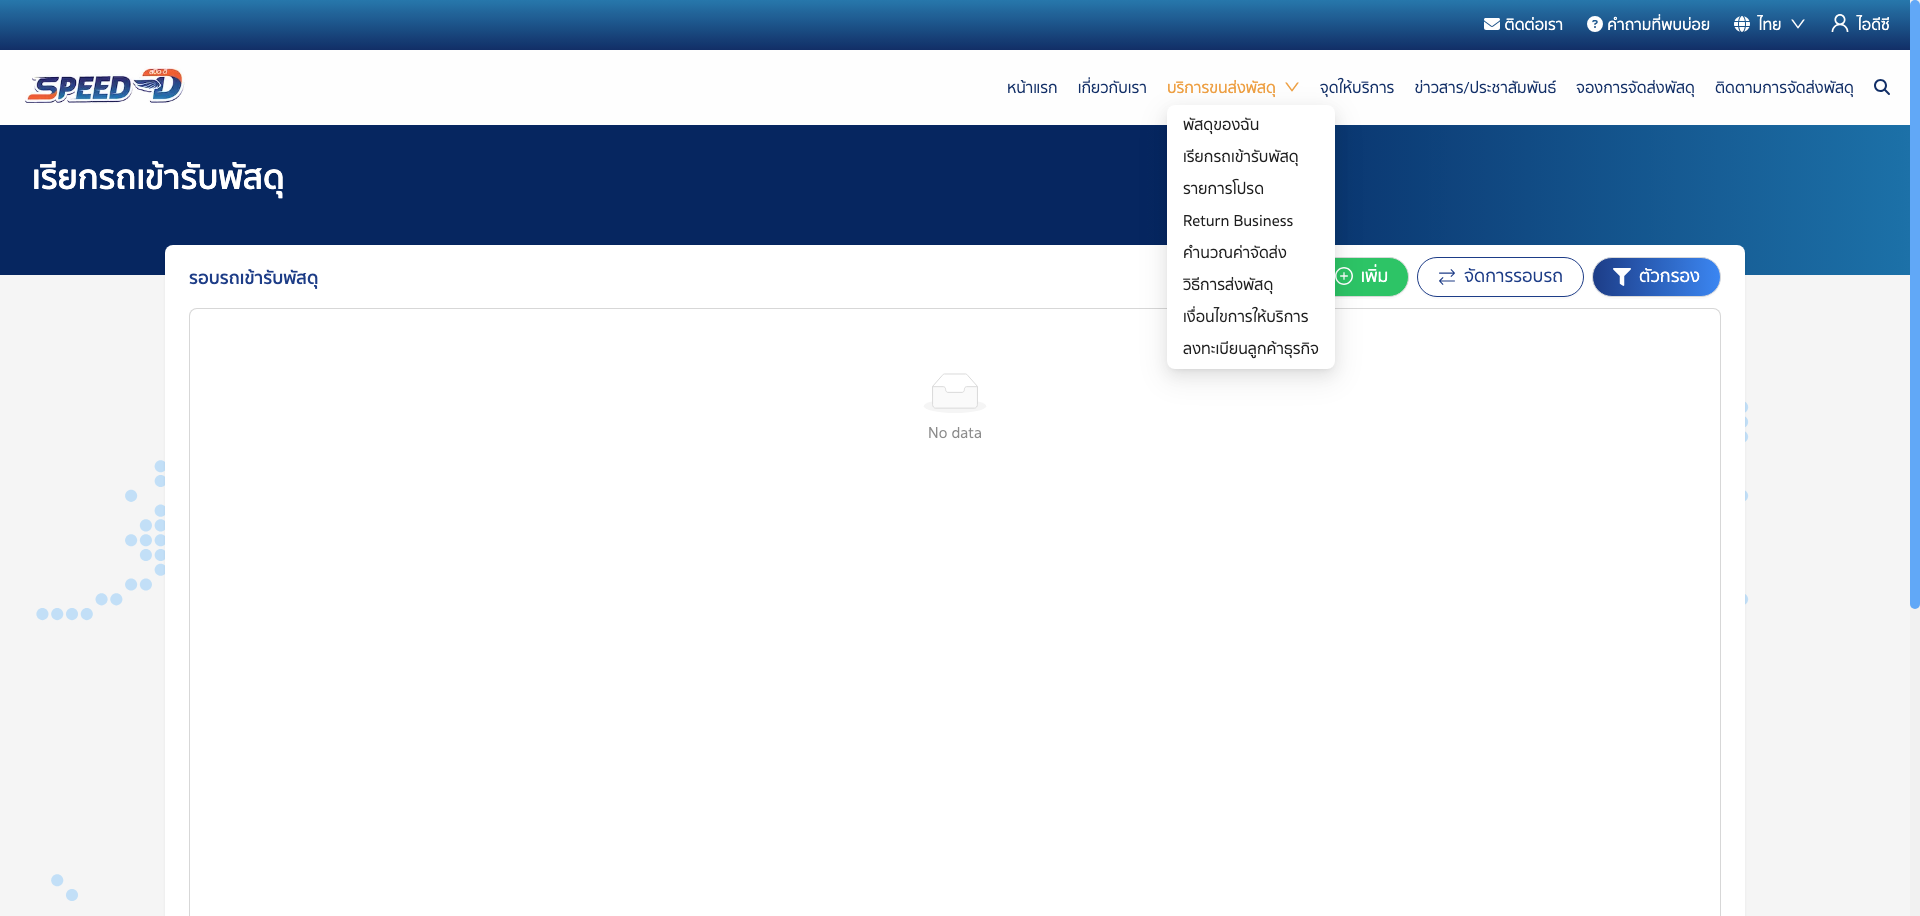 ติดต่อเรา คำถามที่พบบ่อย ไทย ไอดีซี
สปีด-ดี
SPEED-D
หน้าแรก เกี่ยวกับเรา บริการขนส่งพัสดุ จุดให้บริการ ข่าวสาร/ประชาสัมพันธ์ จองการจัดส่งพัสดุ ติดตามการจัดส่งพัสดุ
พัสดุของฉัน
เรียกรถเข้ารับพัสดุ
รายการโปรด
Return Business
คำนวณค่าจัดส่ง
วิธีการส่งพัสดุ
เงื่อนไขการให้บริการ
ลงทะเบียนลูกค้าธุรกิจ
เรียกรถเข้ารับพัสดุ
รอบรถเข้ารับพัสดุ
เพิ่ม จัดการรอบรถ ตัวกรอง
No data